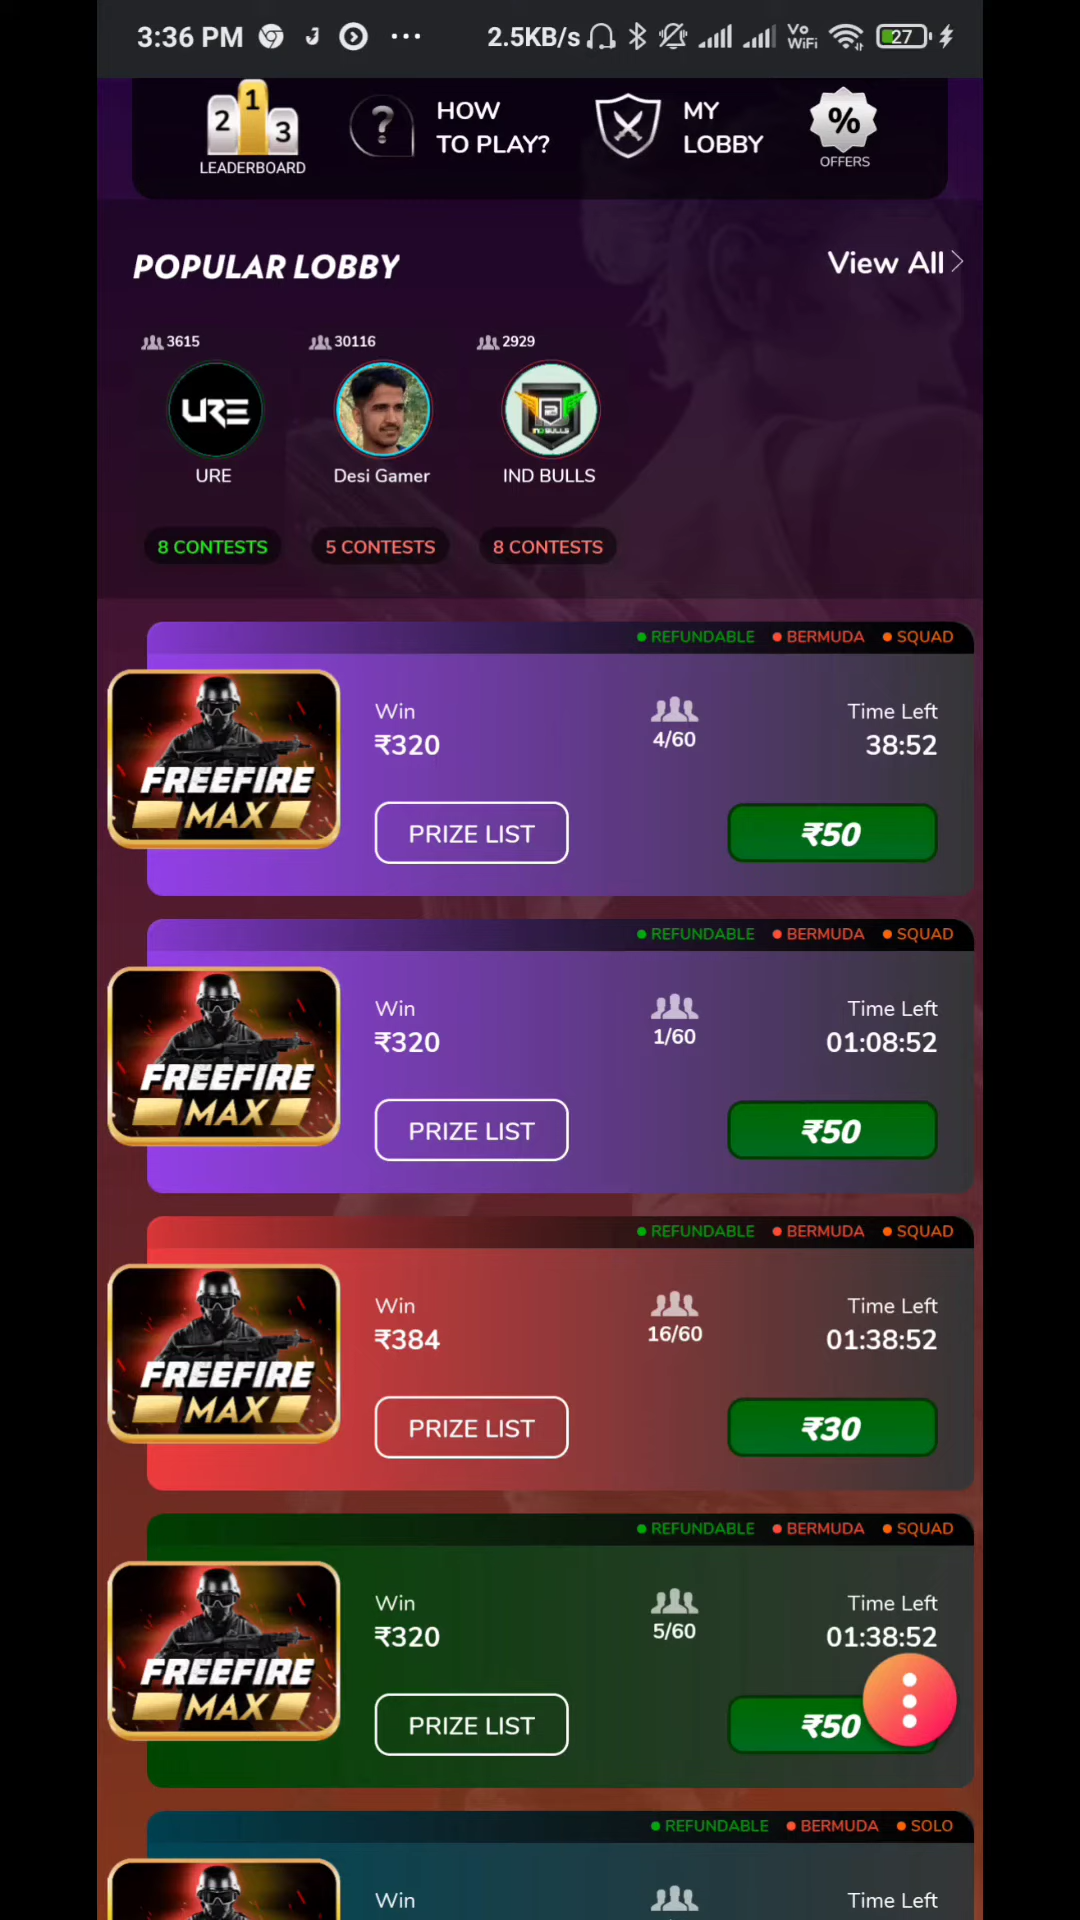 3:36 PM
2.5KB/s
Vo
WiFi
27
2 1 3
LEADERBOARD
?
HOW
TO PLAY?
MY
LOBBY
%
OFFERS
POPULAR LOBBY
View All
3615
30116
2929
URE
IND BULLS
URE
Desi Gamer
IND BULLS
8 CONTESTS
5 CONTESTS
8 CONTESTS
REFUNDABLE BERMUDA SQUAD
FREEFIRE
MAX
Win
₹320
4/60
Time Left
38:52
PRIZE LIST
₹50
REFUNDABLE BERMUDA SQUAD
FREEFIRE
MAX
Win
₹320
1/60
Time Left
01:08:52
PRIZE LIST
₹50
REFUNDABLE BERMUDA SQUAD
FREEFIRE
MAX
Win
₹384
16/60
Time Left
01:38:52
PRIZE LIST
₹30
REFUNDABLE BERMUDA SQUAD
FREEFIRE
MAX
Win
₹320
5/60
Time Left
01:38:52
PRIZE LIST
₹50
REFUNDABLE BERMUDA SOLO
Win
Time Left